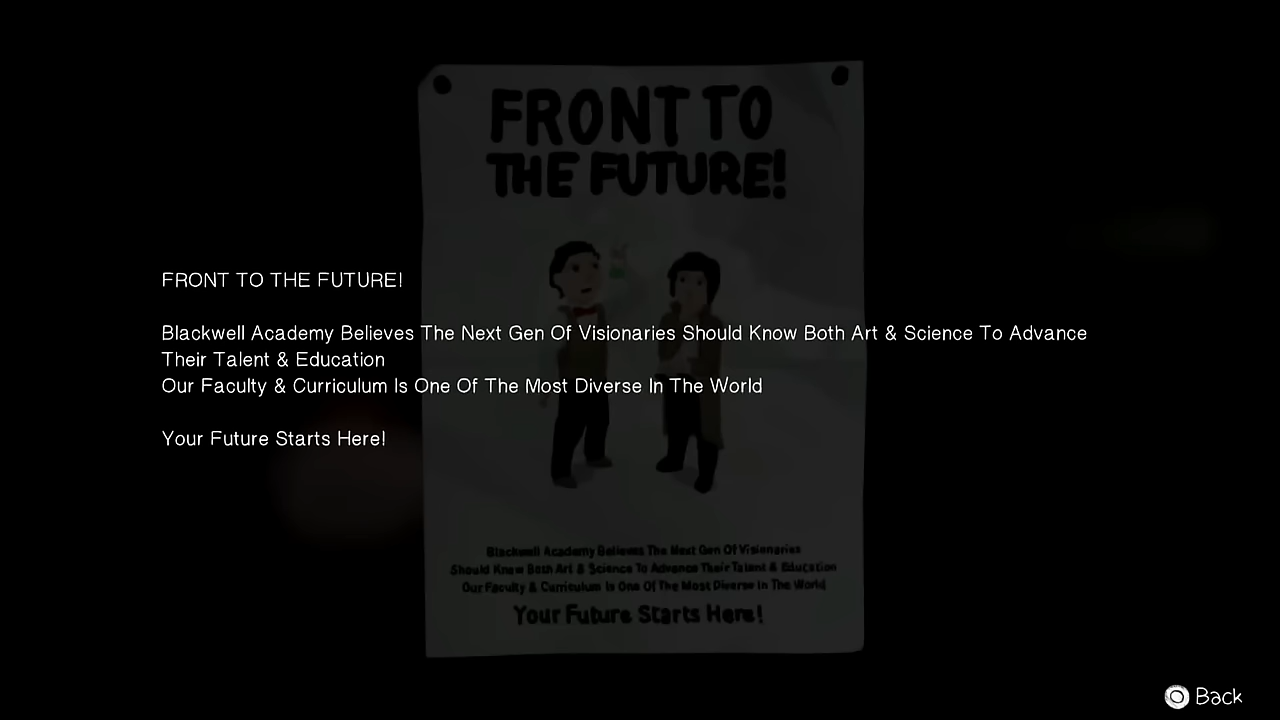 FRONT TO
THE FUTURE!
FRONT TO THE FUTURE!
Blackwell Academy Believes The Next Gen Of Visionaries Should Know Both Art & Science To Advance
Their Talent & Education
Our Faculty & Curriculum Is One Of The Most Diverse In The World
Your Future Starts Here!
Blackwell Academy Believes The Next Gen Of Visionaries
Should Know Both Art & Science To Advance Their Talent & Education
Our Faculty & Curriculum Is One Of The Most Diverse In The World
Your Future Starts Here!
Back